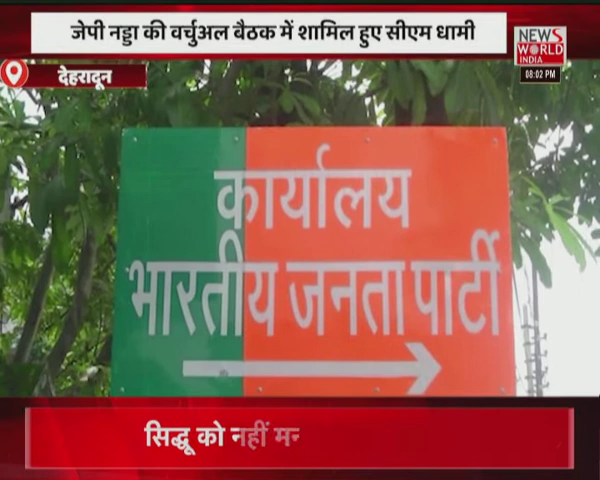 जेपी नड्डा की वर्चुअल बैठक में शामिल हुए सीएम धामी
NEWS
WORLD
INDIA
08:02 PM
देहरादून
कार्यालय
भारतीय जनता पार्टी
सिद्धू को नहीं